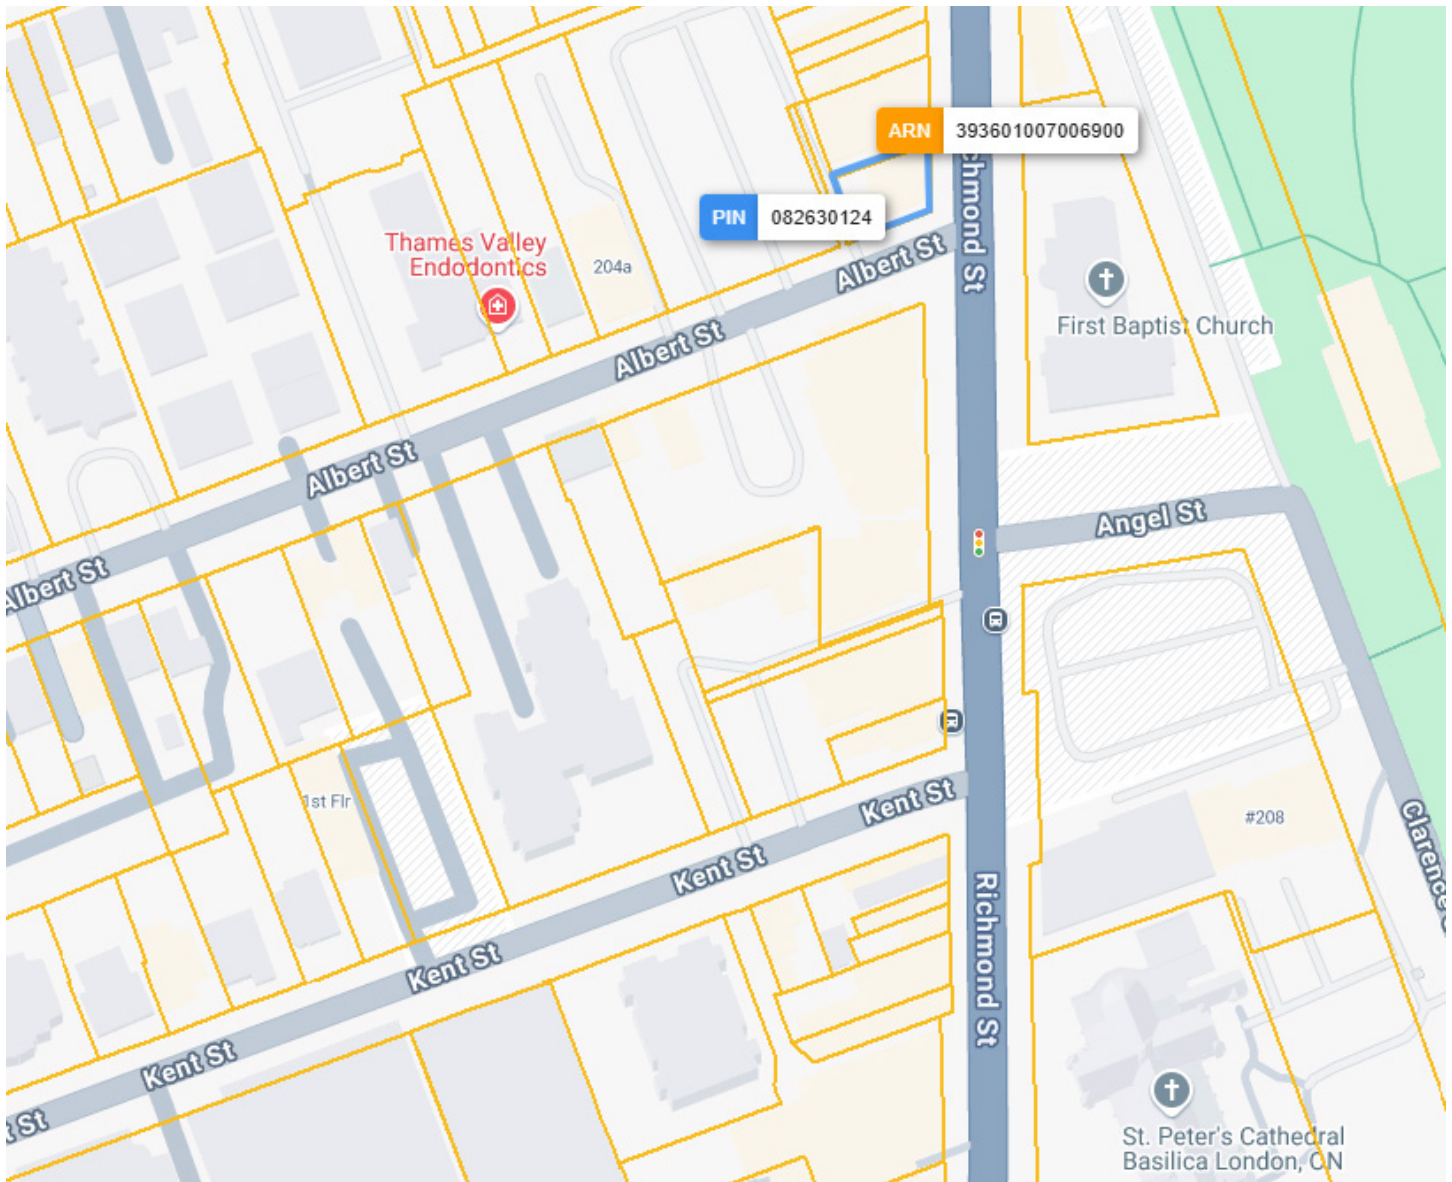 ARN 393601007006900
Richmond St
PIN 082630124
Thames Valley
Endodontics
204a
Albert St
First Baptist Church
Albert St
Albert St
Angel St
Albert St
Kent St
1st Flr
#208
Kent St
Clarence
Richmond St
Kent St
Kent St
St
St. Peter's Cathedral
Basilica London, ON